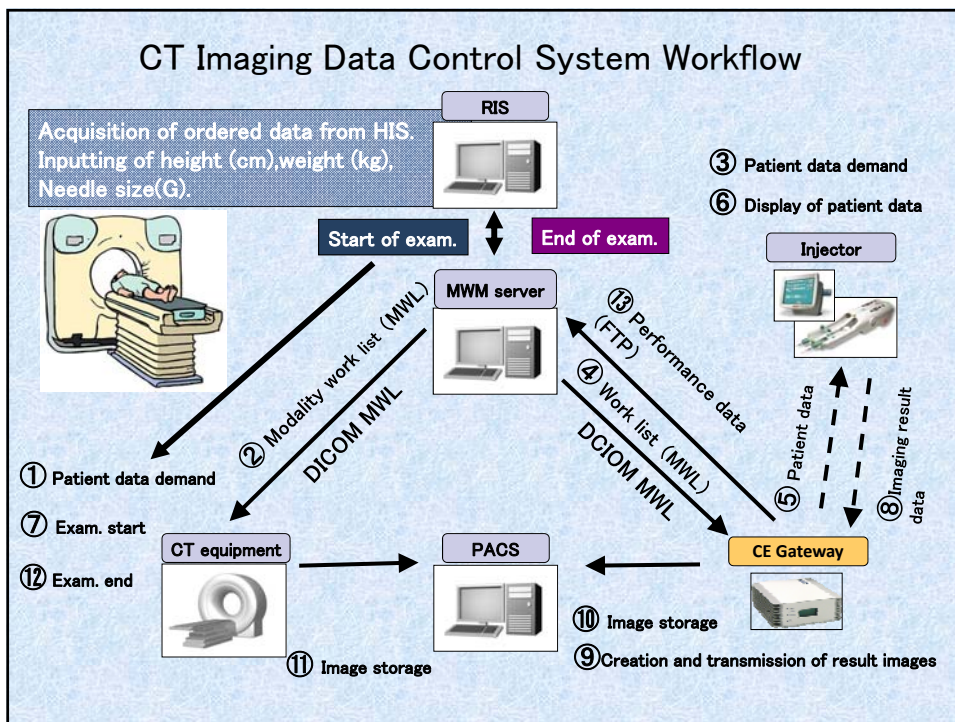 CT Imaging Data Control System Workflow
RIS
Acquisition of ordered data from HIS.
Inputting of height (cm),weight (kg),
Needle size(G).
③ Patient data demand
⑥ Display of patient data
Start of exam.
End of exam.
Injector
MWM server
② Modality work list (MWL)
DICOM MWL
⑬ Performance data
(FTP)
④ Work list (MWL)
DCIOM MWL
⑤ Patient data
⑧Imaging result
data
① Patient data demand
⑦ Exam. start
⑫ Exam. end
CT equipment
PACS
CE Gateway
⑩ Image storage
⑪ Image storage
⑨Creation and transmission of result images